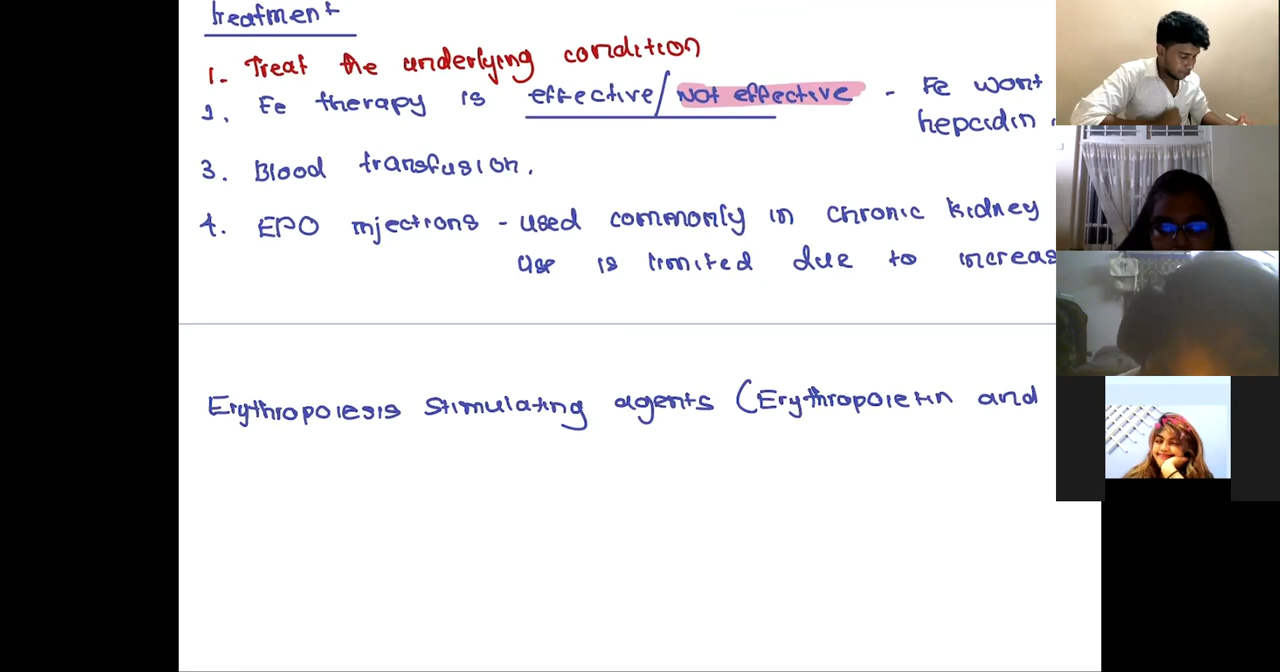 Treatment
1. Treat the underlying condition
2. Fe therapy is effective/ Not effective - Fe wont
hepcidin
3. Blood transfusion.
4. EPO injections - used commonly in chronic kidney
Use is limited due to increas
Erythropoiesis stimulating agents (Erythropoietin and